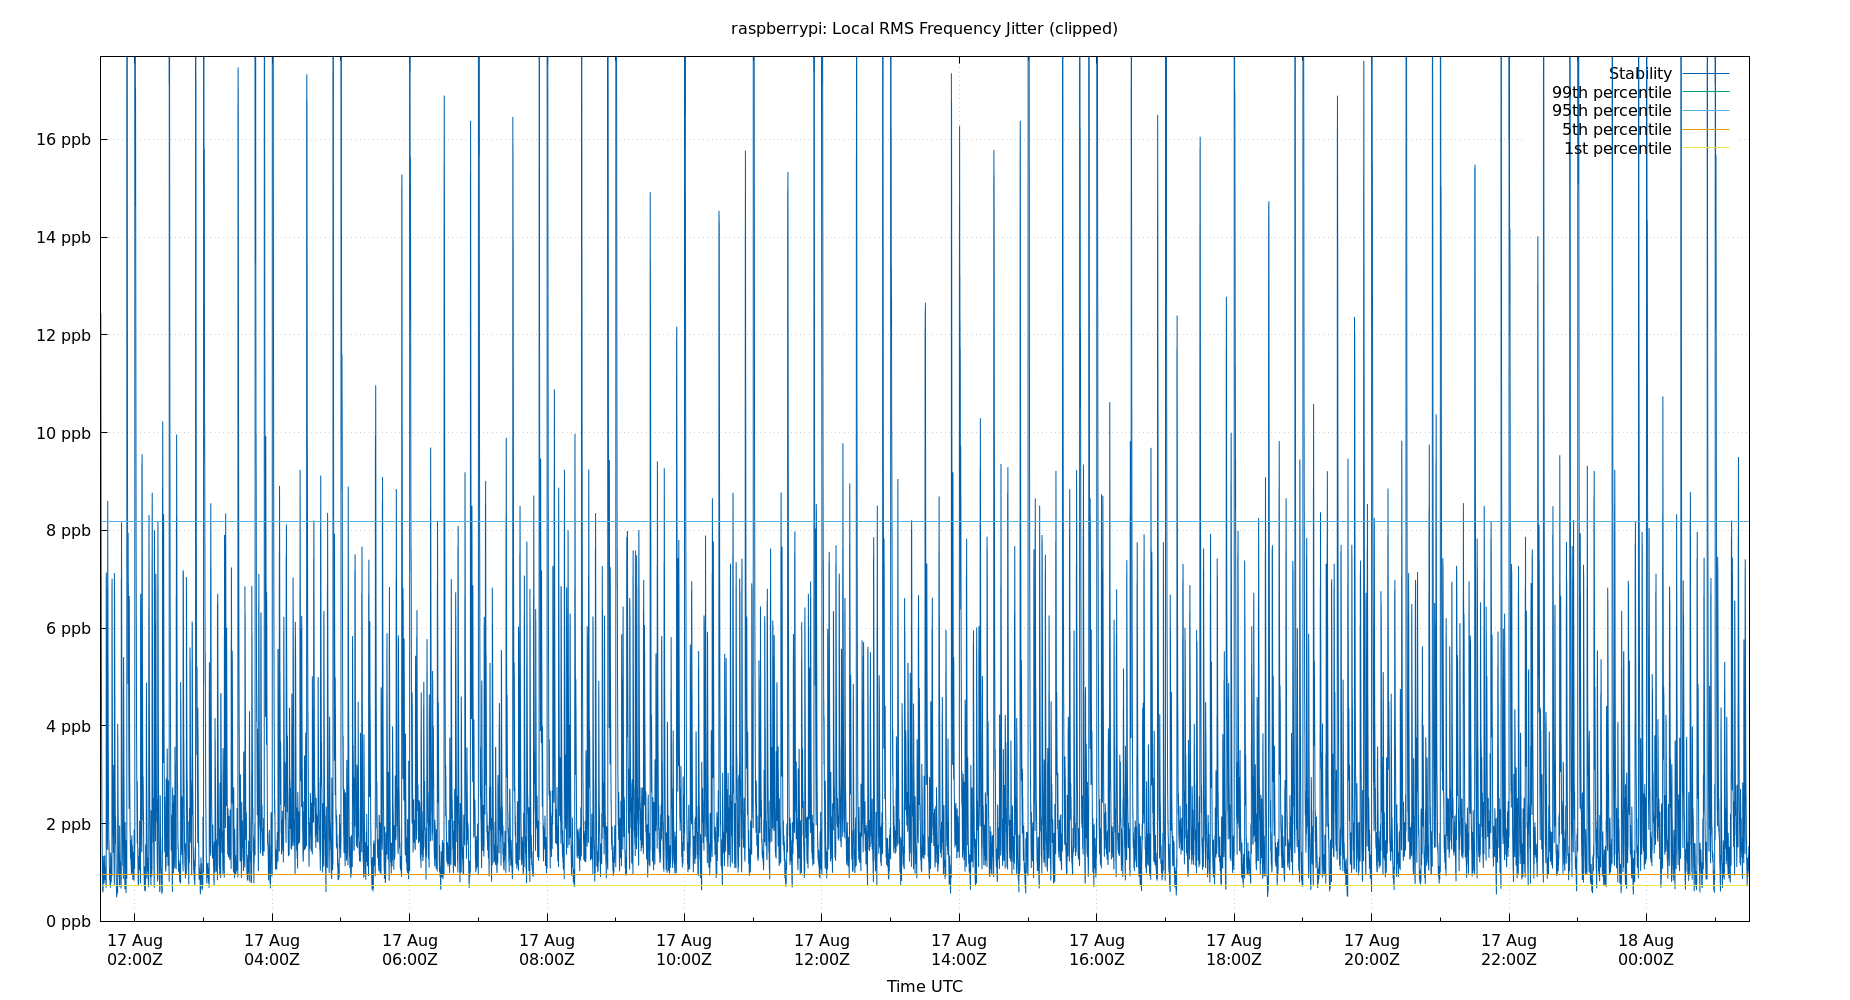 raspberrypi: Local RMS Frequency Jitter (clipped)
Stability
99th percentile
95th percentile
5th percentile
1st percentile
16 ppb
14 ppb
12 ppb
10 ppb
8 ppb
6 ppb
4 ppb
2 ppb
0 ppb
17 Aug 17 Aug 17 Aug 17 Aug 17 Aug 17 Aug 17 Aug 17 Aug 17 Aug 17 Aug 17 Aug 18 Aug
02:00Z 04:00Z 06:00Z 08:00Z 10:00Z 12:00Z 14:00Z 16:00Z 18:00Z 20:00Z 22:00Z 00:00Z
Time UTC